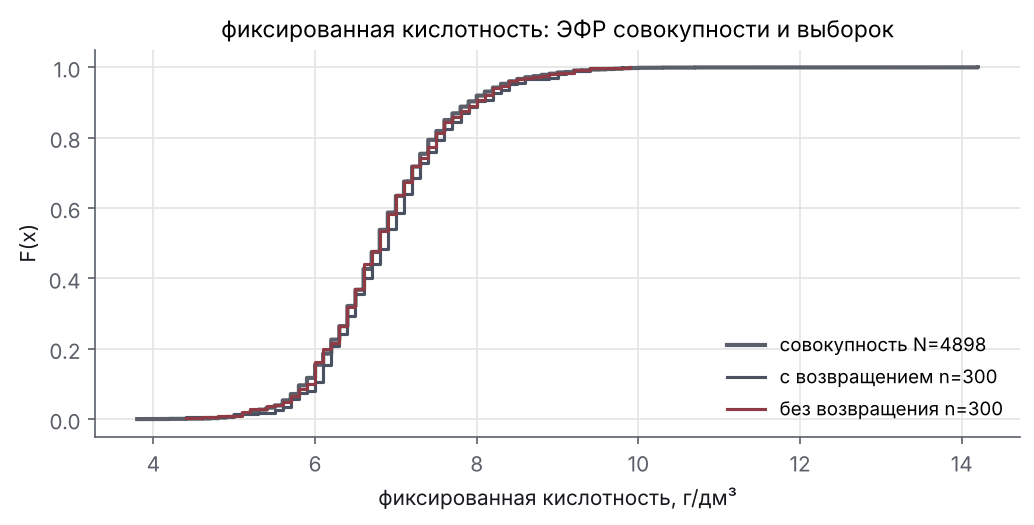 фиксированная кислотность: ЭФР совокупности и выборок
1.0
0.8
0.6
0.4
0.2
0.0
F(x)
совокупность N=4898
с возвращением n=300
без возвращения n=300
4 6 8 10 12 14
фиксированная кислотность, г/дм³